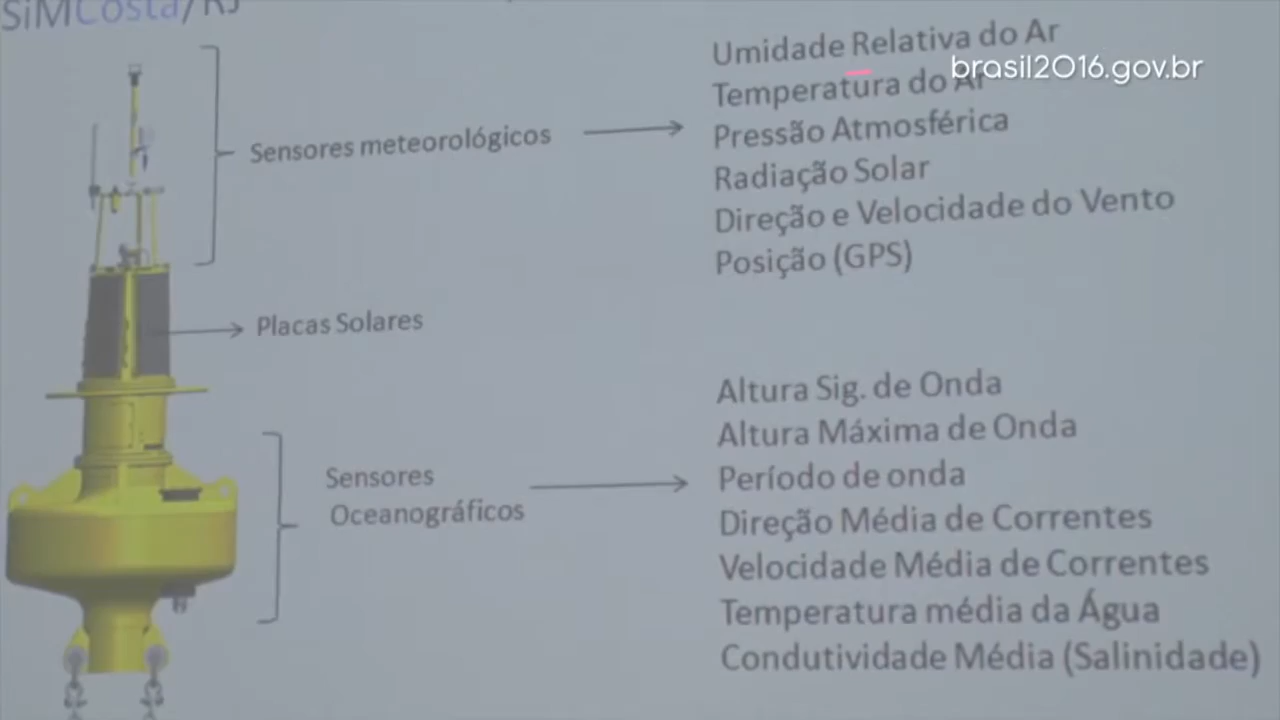 SiMCosta/RJ
brasil2016.gov.br
Sensores meteorológicos
Umidade Relativa do Ar
Temperatura do Ar
Pressão Atmosférica
Radiação Solar
Direção e Velocidade do Vento
Posição (GPS)
Placas Solares
Sensores
Oceanográficos
Altura Sig. de Onda
Altura Máxima de Onda
Período de onda
Direção Média de Correntes
Velocidade Média de Correntes
Temperatura média da Água
Condutividade Média (Salinidade)